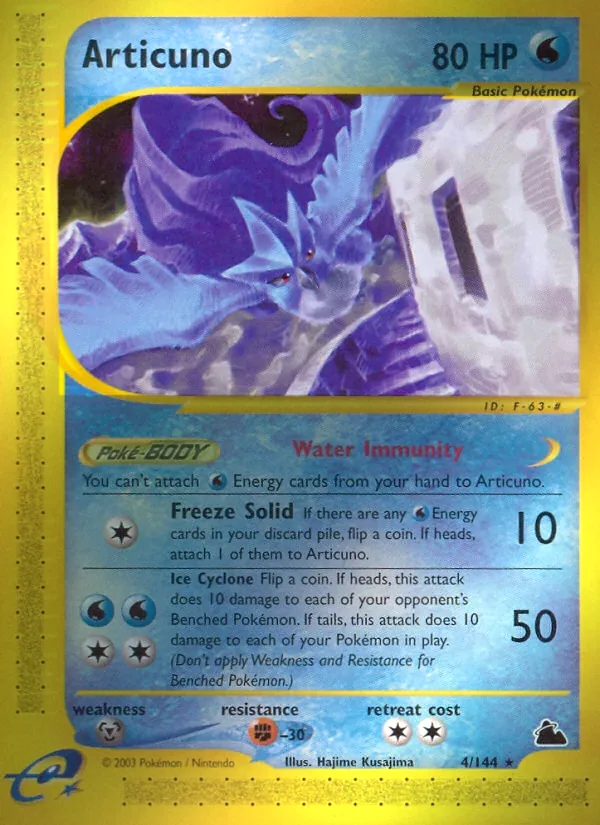 Articuno 80 HP
Basic Pokémon
ID: F-63-#
Poké-BODY Water Immunity
You can't attach Energy cards from your hand to Articuno.
Freeze Solid If there are any Energy
cards in your discard pile, flip a coin. If heads,
attach 1 of them to Articuno.
10
Ice Cyclone Flip a coin. If heads, this attack
does 10 damage to each of your opponent's
Benched Pokémon. If tails, this attack does 10
damage to each of your Pokémon in play.
(Don't apply Weakness and Resistance for
Benched Pokémon.)
50
weakness resistance retreat cost
-30
© 2003 Pokémon / Nintendo Illus. Hajime Kusajima 4/144 ★
e